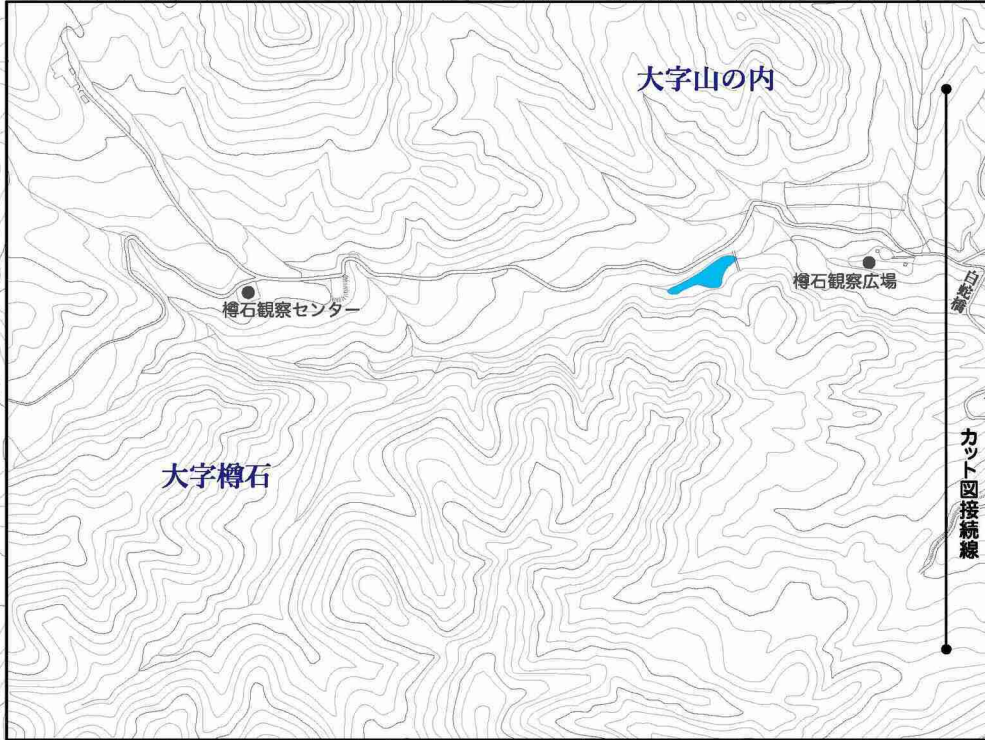 大字山の内
樽石観察センター
樽石観察広場
白蛇橋
大字樽石
カット図接続線